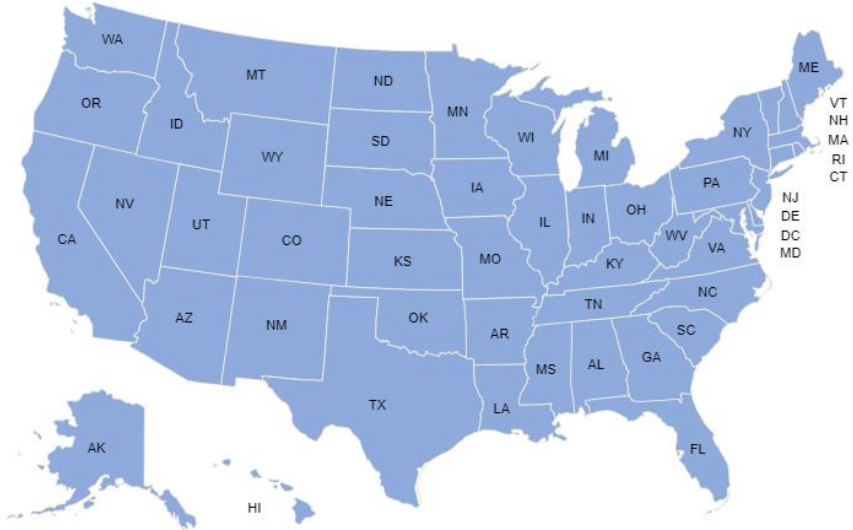 WA
MT
ND
MN
ME
OR
ID
SD
WI
MI
NY
VT
NH
MA
RI
CT
WY
IA
PA
NV
UT
NE
IL
IN
OH
NJ
DE
DC
MD
CA
CO
KS
MO
KY
WV
VA
AZ
NM
OK
AR
TN
NC
SC
MS
AL
GA
TX
LA
FL
AK
HI